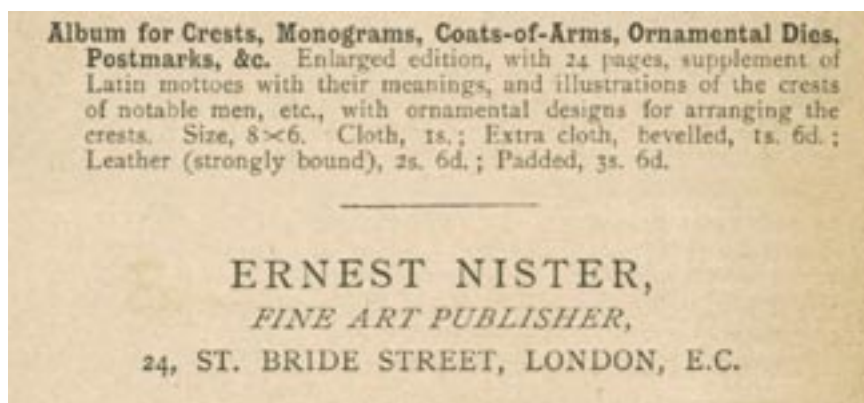 Album for Crests, Monograms, Coats-of-Arms, Ornamental Dies,
Postmarks, &c. Enlarged edition, with 24 pages, supplement of
Latin mottoes with their meanings, and illustrations of the crests
of notable men, etc., with ornamental designs for arranging the
crests. Size, 8×6. Cloth, 1s.; Extra cloth, bevelled, 1s. 6d.;
Leather (strongly bound), 2s. 6d.; Padded, 3s. 6d.
ERNEST NISTER,
FINE ART PUBLISHER,
24, ST. BRIDE STREET, LONDON, E.C.